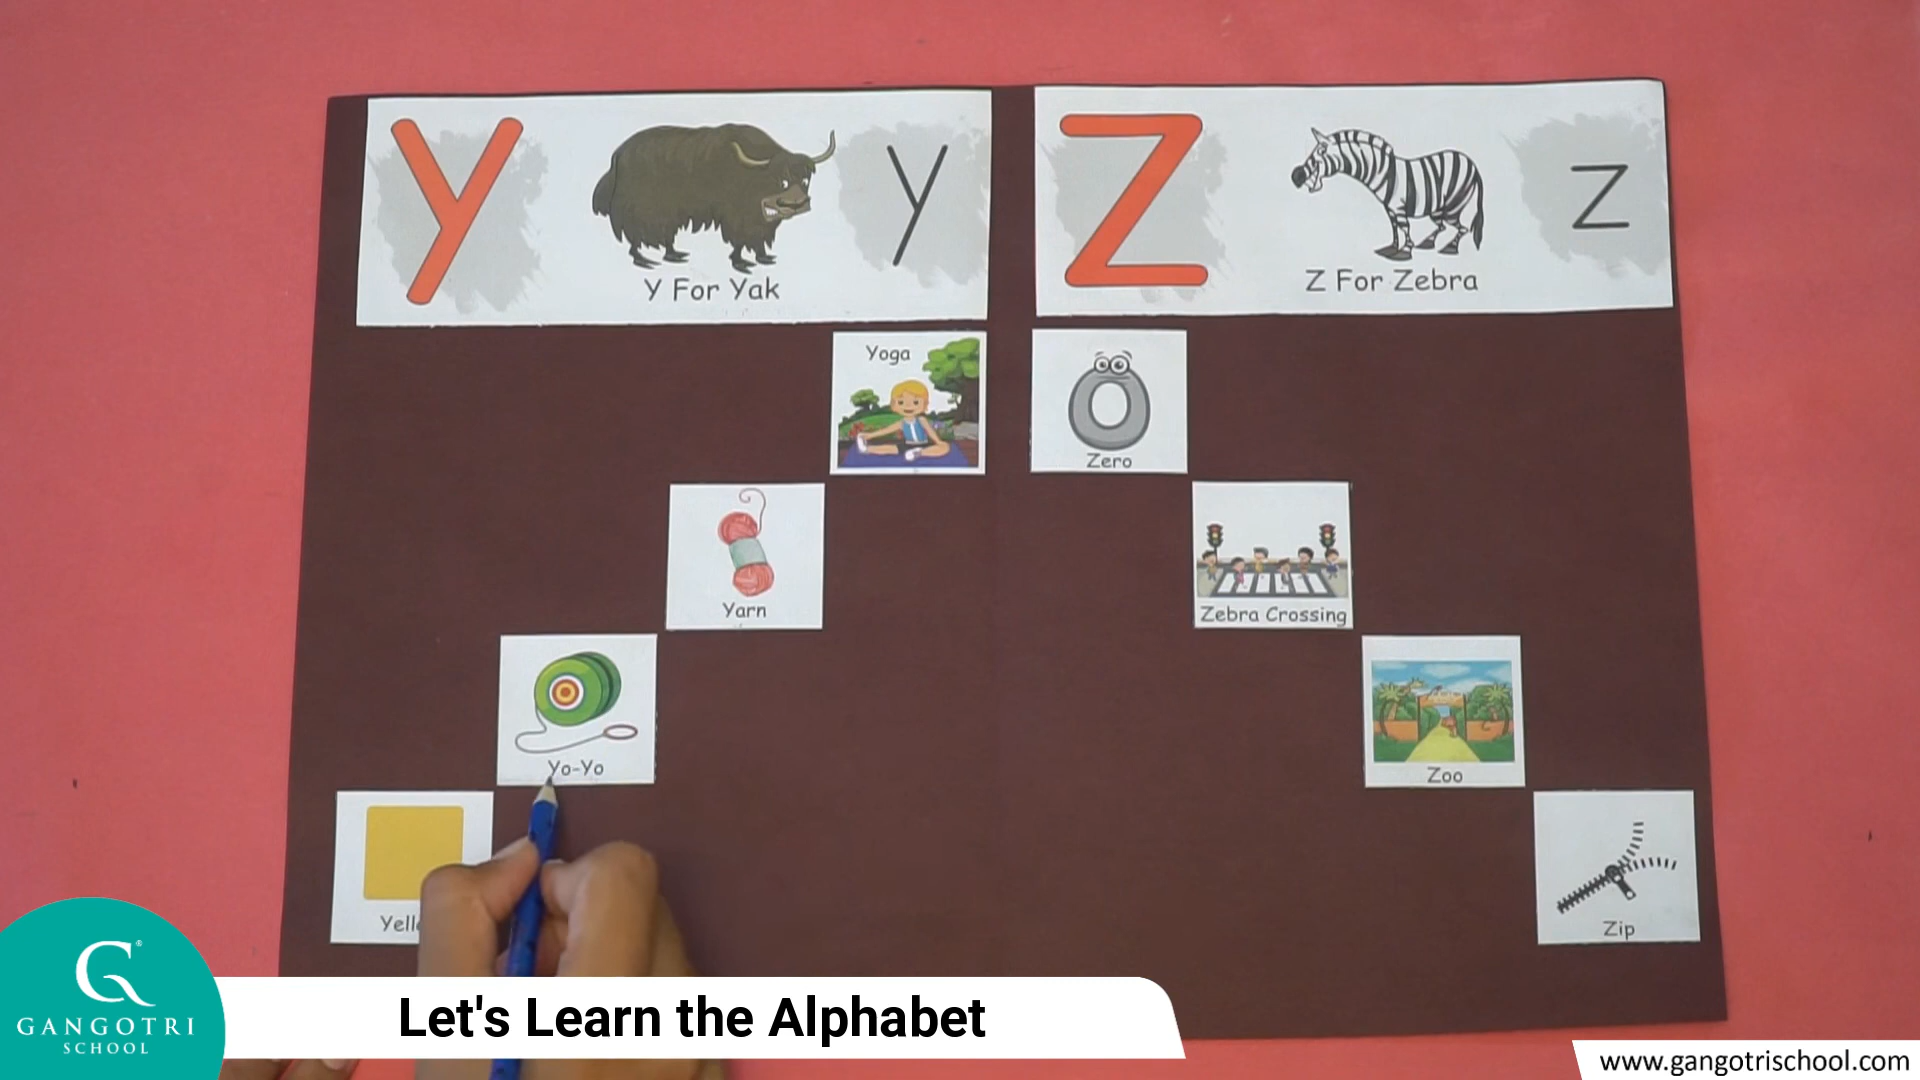 Y
Y For Yak
y
Z
Z For Zebra
z
Yoga
Zero
Yarn
Zebra Crossing
Yo-Yo
Zoo
Zip
GANGOTRI
SCHOOL
Let's Learn the Alphabet
www.gangotrischool.com